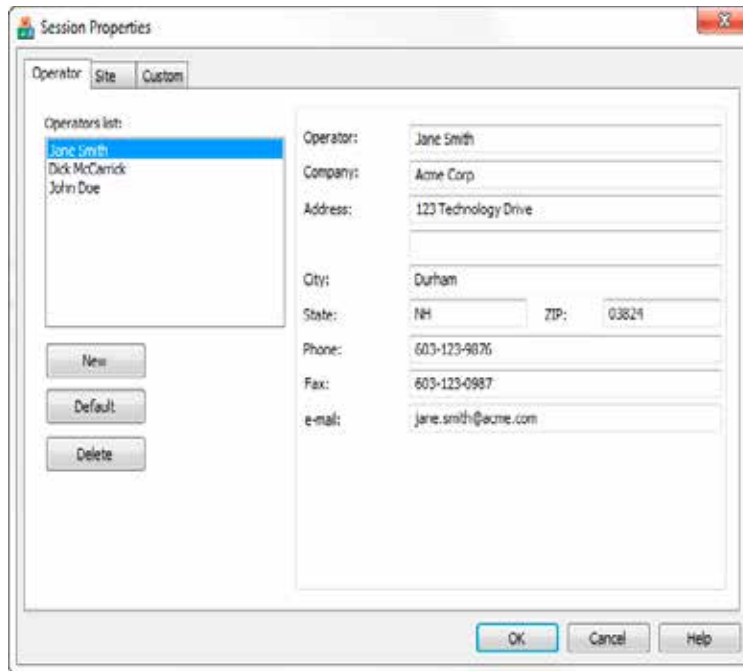 Session Properties
Operator Site Custom
Operators list:
Jane Smith
Dick McCarrick
John Doe
New
Default
Delete
Operator: Jane Smith
Company: Acme Corp
Address: 123 Technology Drive
City: Durham
State: NH ZIP: 03824
Phone: 603-123-9876
Fax: 603-123-0987
e-mail: jane.smith@acme.com
OK Cancel Help